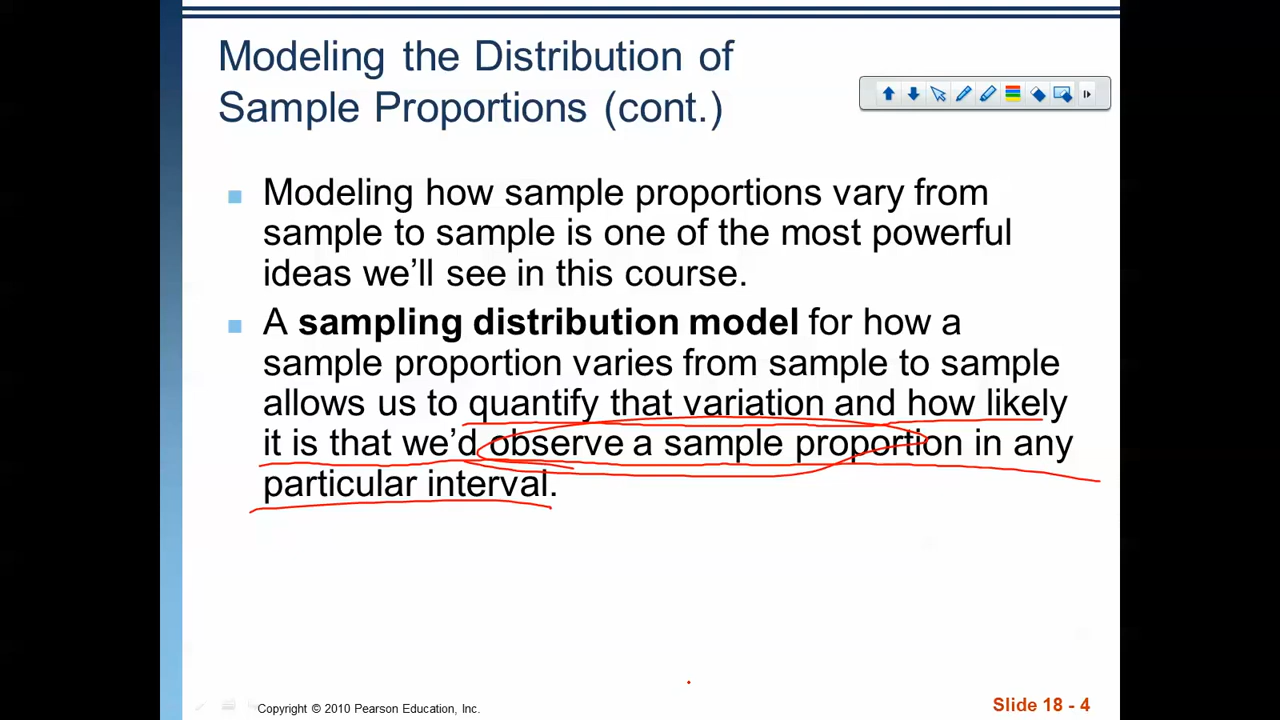 Modeling the Distribution of
Sample Proportions (cont.)
Modeling how sample proportions vary from
sample to sample is one of the most powerful
ideas we’ll see in this course.
A sampling distribution model for how a
sample proportion varies from sample to sample
allows us to quantify that variation and how likely
it is that we’d observe a sample proportion in any
particular interval.
Copyright © 2010 Pearson Education, Inc.
Slide 18 - 4